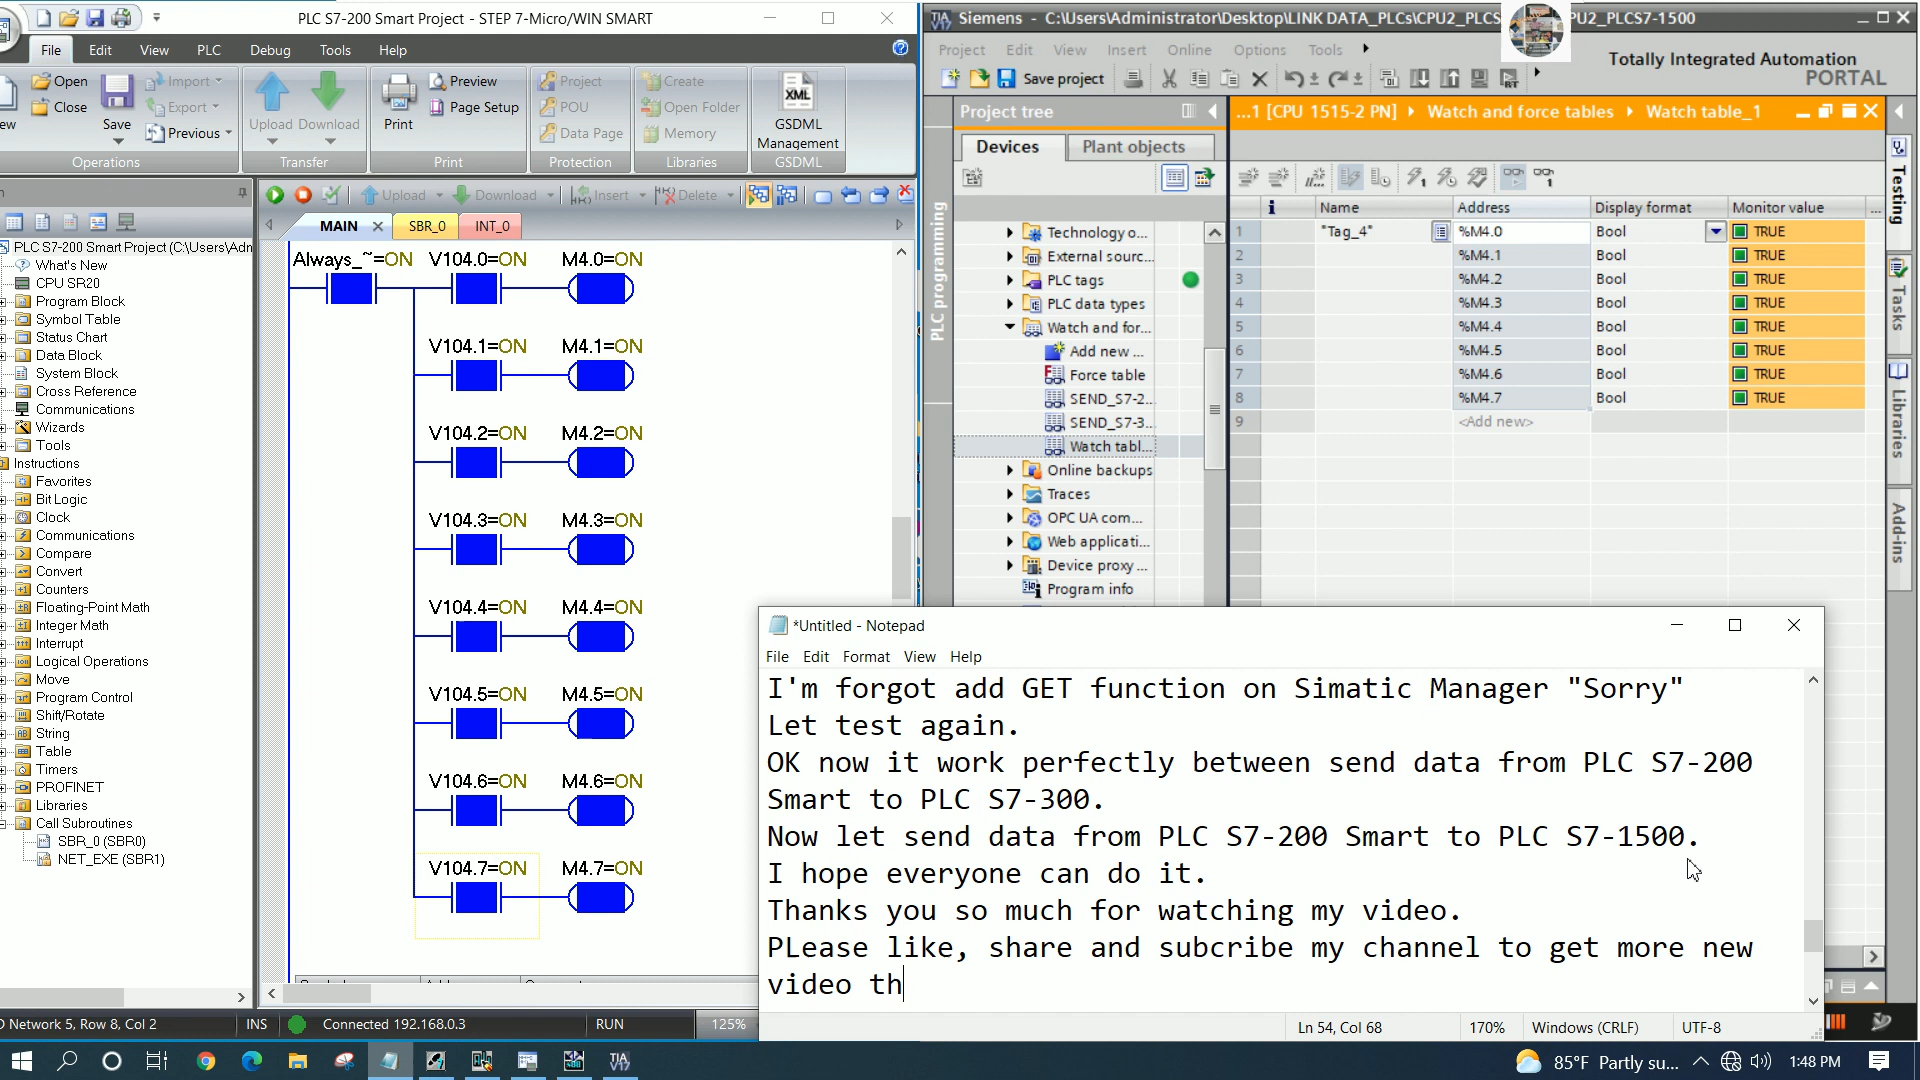 PLC S7-200 Smart Project - STEP 7-Micro/WIN SMART
File Edit View PLC Debug Tools Help
Open
Close
Save
Import
Export
Previous
Operations
Upload Download
Transfer
Print
Preview
Page Setup
Print
Project
POU
Data Page
Protection
Create
Open Folder
Memory
Libraries
XML
GSDML
Management
GSDML
Upload Download Insert Delete
MAIN SBR_0 INT_0
PLC S7-200 Smart Project (C:\Users\Adn
What's New
CPU SR20
Program Block
Symbol Table
Status Chart
Data Block
System Block
Cross Reference
Communications
Wizards
Tools
Instructions
Favorites
Bit Logic
Clock
Communications
Compare
Convert
Counters
Floating-Point Math
Integer Math
Interrupt
Logical Operations
Move
Program Control
Shift/Rotate
String
Table
Timers
PROFINET
Libraries
Call Subroutines
SBR_0 (SBR0)
NET_EXE (SBR1)
Always_~=ON V104.0=ON M4.0=ON
V104.1=ON M4.1=ON
V104.2=ON M4.2=ON
V104.3=ON M4.3=ON
V104.4=ON M4.4=ON
V104.5=ON M4.5=ON
V104.6=ON M4.6=ON
V104.7=ON M4.7=ON
Network 5, Row 8, Col 2 INS Connected 192.168.0.3 RUN 125%
Siemens - C:\Users\Administrator\Desktop\LINK DATA_PLCs\CPU2_PLCS PU2_PLCS7-1500
Project Edit View Insert Online Options Tools
Totally Integrated Automation
PORTAL
Save project
Project tree
...1 [CPU 1515-2 PN] Watch and force tables Watch table_1
Devices Plant objects
PLC programming
Technology o...
External sourc...
PLC tags
PLC data types
Watch and for...
Add new ...
Force table
SEND_S7-2...
SEND_S7-3...
Watch tabl...
Online backups
Traces
OPC UA com...
Web applicati...
Device proxy ...
Program info
i Name Address Display format Monitor value ...
1 "Tag_4" %M4.0 Bool TRUE
2 %M4.1 Bool TRUE
3 %M4.2 Bool TRUE
4 %M4.3 Bool TRUE
5 %M4.4 Bool TRUE
6 %M4.5 Bool TRUE
7 %M4.6 Bool TRUE
8 %M4.7 Bool TRUE
9 <Add new>
Testing
Tasks
Libraries
Add-ins
*Untitled - Notepad
File Edit Format View Help
I'm forgot add GET function on Simatic Manager "Sorry"
Let test again.
OK now it work perfectly between send data from PLC S7-200
Smart to PLC S7-300.
Now let send data from PLC S7-200 Smart to PLC S7-1500.
I hope everyone can do it.
Thanks you so much for watching my video.
PLease like, share and subcribe my channel to get more new
video th
Ln 54, Col 68 170% Windows (CRLF) UTF-8
85°F Partly su... 1:48 PM